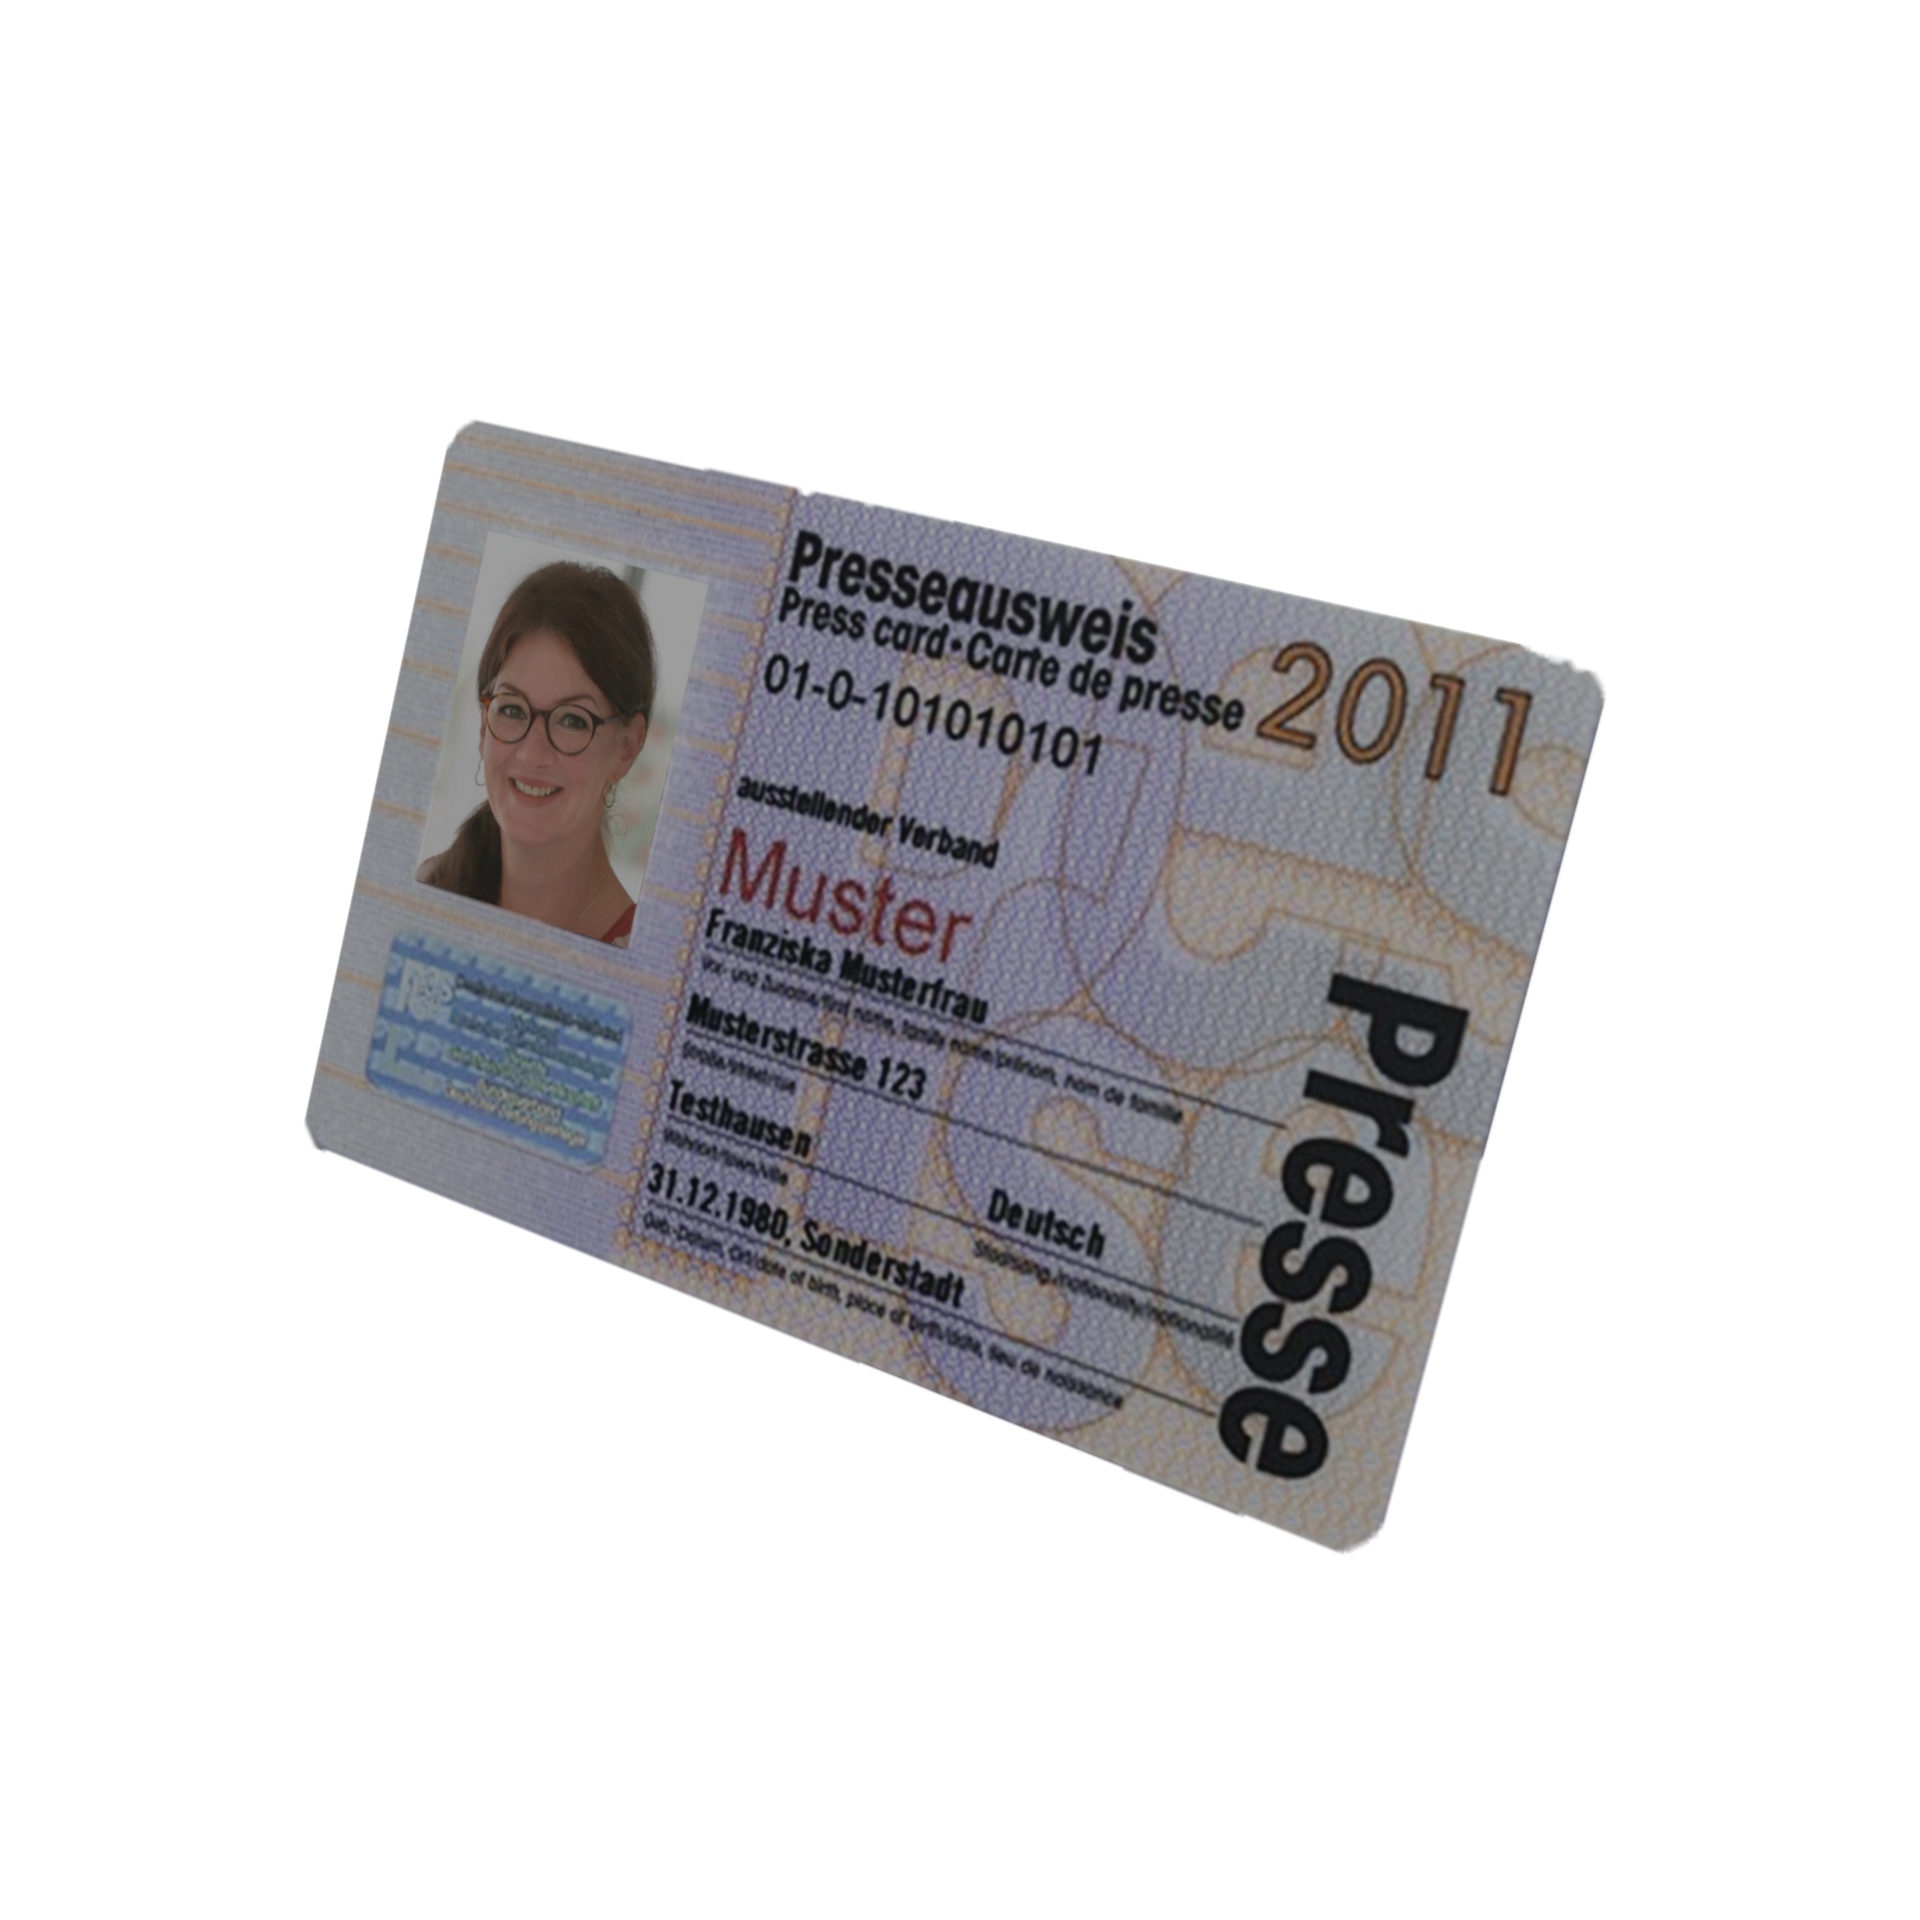 Presseausweis
Press card • Carte de presse
2011
01-0-101010101
ausstellender Verband
Muster
Franziska Musterfrau
Vor- und Zuname/first name, family name/prénom, nom de famille
Musterstrasse 123
Straße/street/rue
Testhausen
Wohnort/town/ville
Deutsch
Staatsang./nationality/nationalité
31.12.1980, Sonderstadt
Geb.-Datum, Ort/date of birth, place of birth/date, lieu de naissance
Presse